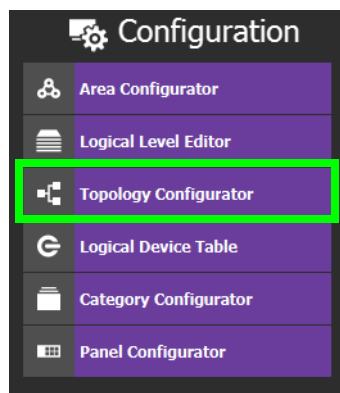 Configuration
Area Configurator
Logical Level Editor
Topology Configurator
Logical Device Table
Category Configurator
Panel Configurator